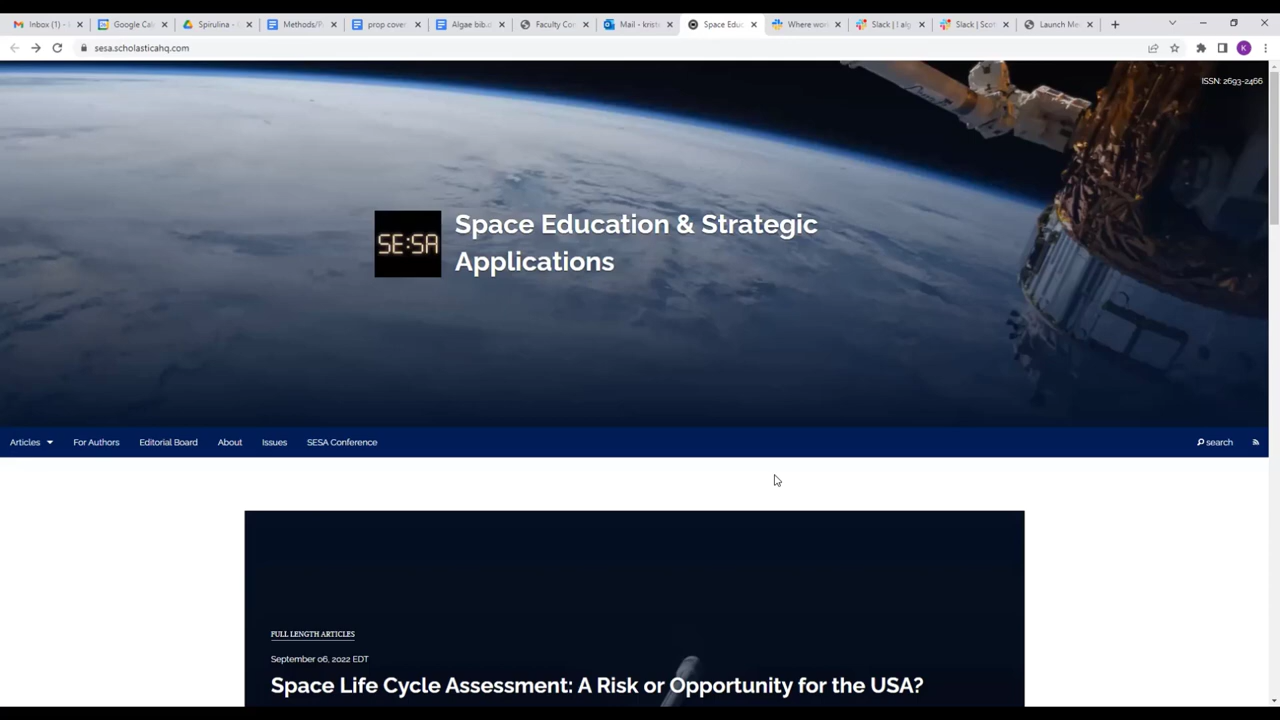 Inbox (1) -
Google Cal
Spirulina -
Methods/P
prop cover
Algae bib.d
Faculty Co
Mail - krist
Space Educ
Where wor
Slack | alg
Slack | Sco
Launch Me
sesa.scholasticahq.com
K
ISSN: 2693-2466
SE:SA
Space Education & Strategic
Applications
Articles For Authors Editorial Board About Issues SESA Conference search
FULL LENGTH ARTICLES
September 06, 2022 EDT
Space Life Cycle Assessment: A Risk or Opportunity for the USA?